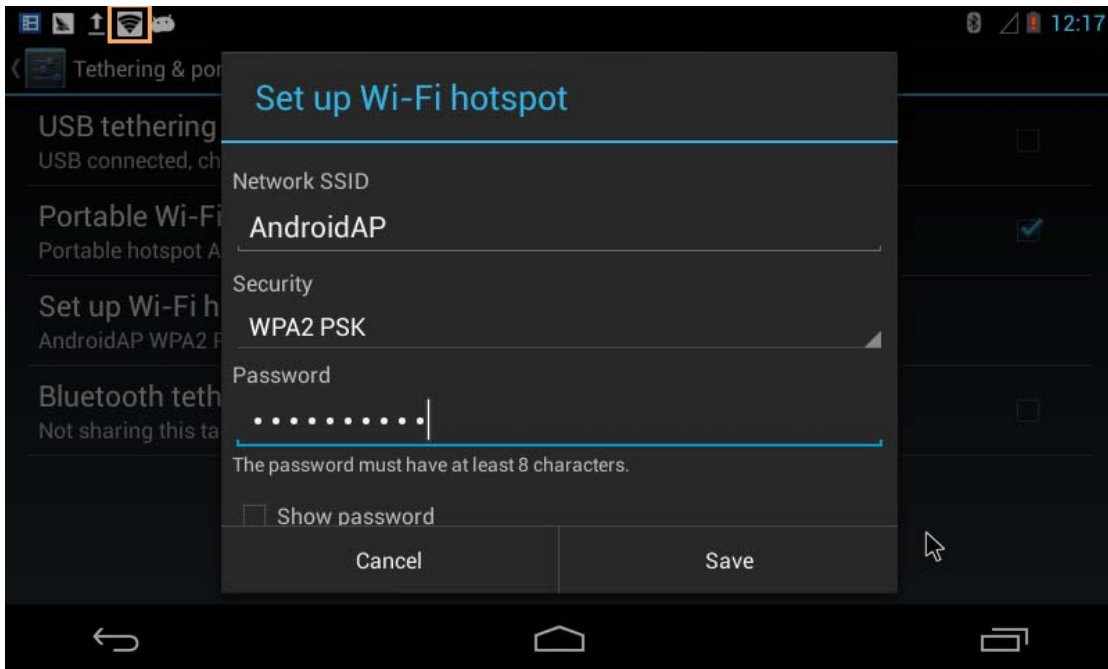 12:17
Tethering & por
Set up Wi-Fi hotspot
USB tethering
USB connected, ch
Network SSID
AndroidAP
Portable Wi-Fi
Portable hotspot A
Security
WPA2 PSK
Set up Wi-Fi h
AndroidAP WPA2 P
Password
••••••••••
Bluetooth teth
Not sharing this ta
The password must have at least 8 characters.
Show password
Cancel
Save